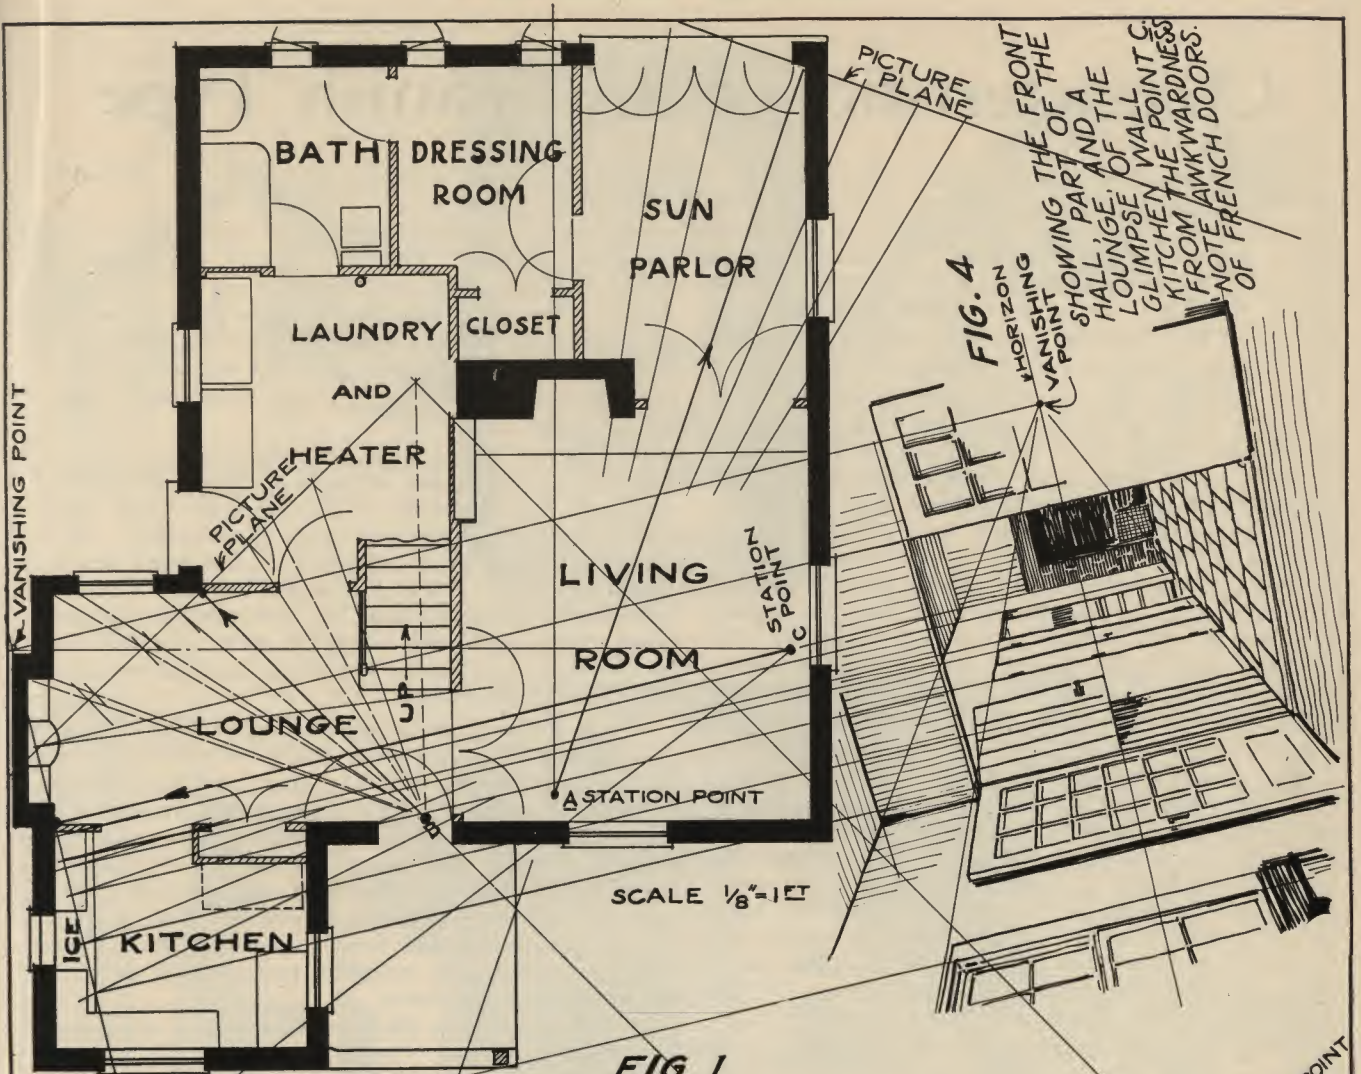 BATH
DRESSING
ROOM
SUN
PARLOR
PICTURE
PLANE
FIG. 4
HORIZON
VANISHING
POINT
SHOWING THE FRONT
HALL, PART OF THE
LOUNGE. AND A
GLIMPSE OF THE
KITCHEN WALL
FROM THE POINT C.
NOTE AWKWARDNESS
OF FRENCH DOORS.
LAUNDRY
AND
HEATER
CLOSET
VANISHING POINT
PICTURE
PLANE
LIVING
ROOM
STATION
POINT
C
UP
LOUNGE
A STATION POINT
B
SCALE 1/8"=1FT
ICE
KITCHEN
FIG 1
POINT